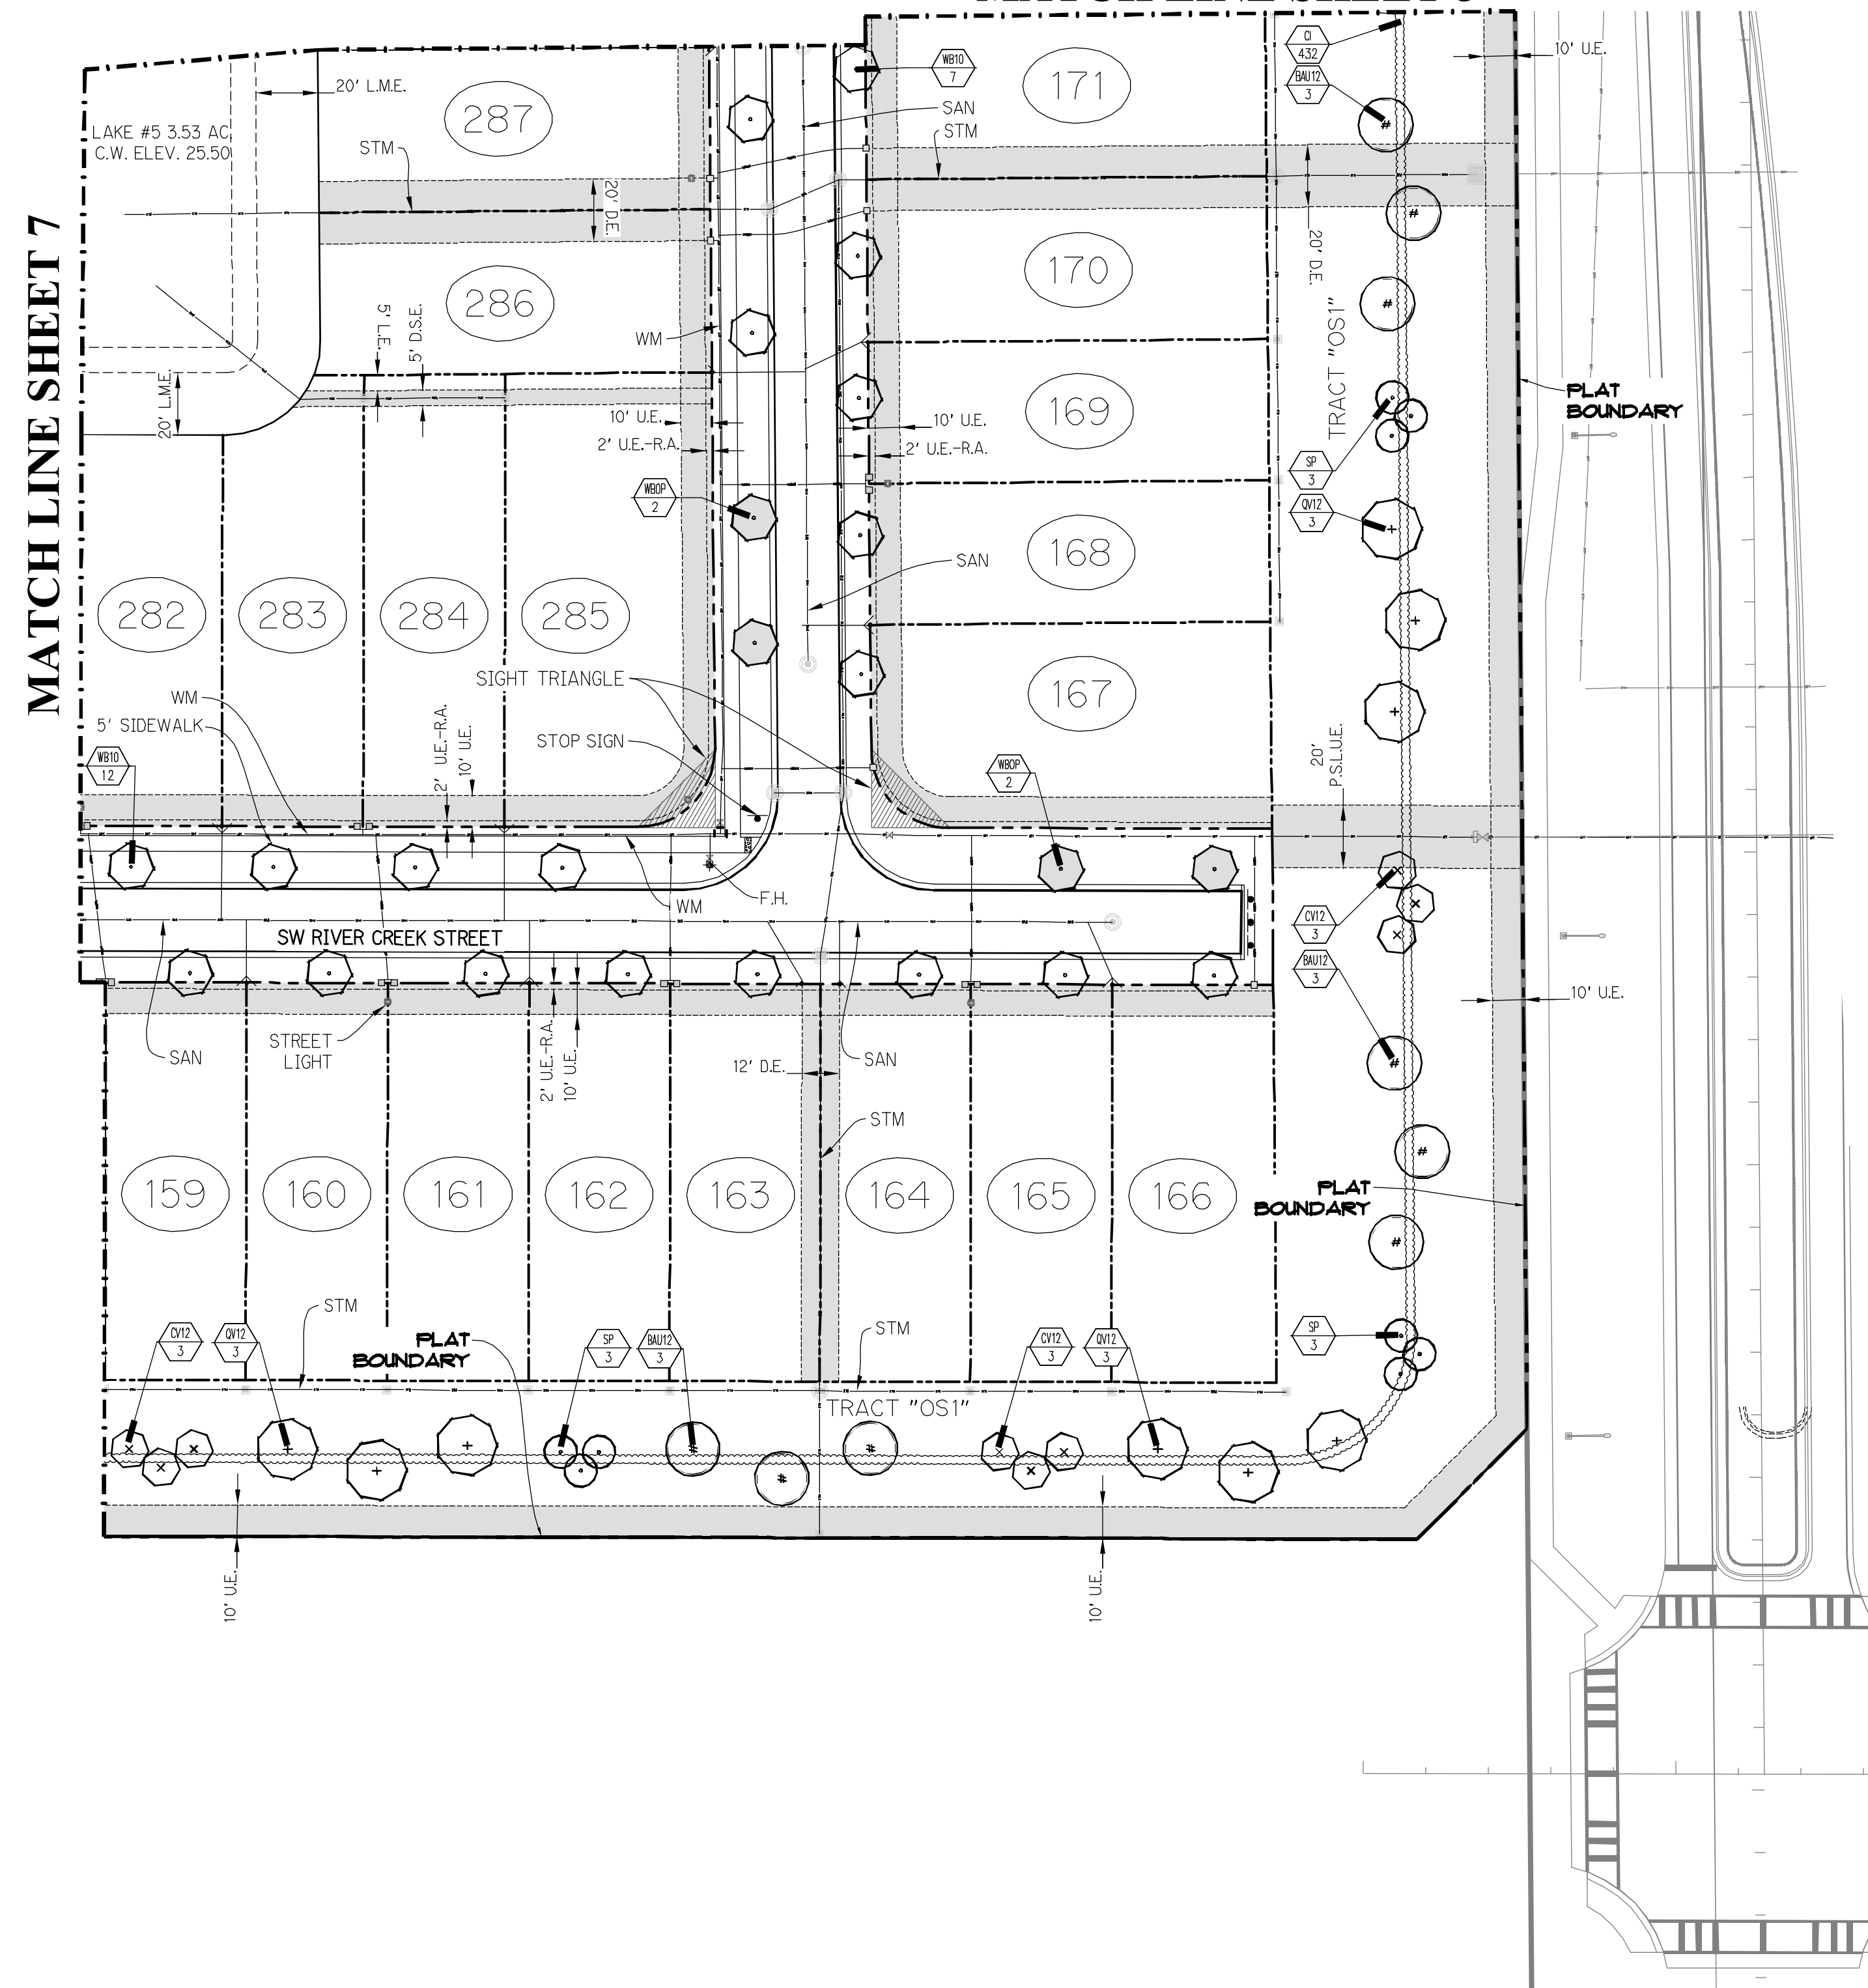 MATCH LINE SHEET 7
LAKE #5 3.53 AC
C.W. ELEV. 25.50
20' L.M.E.
287
STM
20' D.E.
286
5' L.E.
5' D.S.E.
20' L.M.E.
WM
10' U.E.
2' U.E.-R.A.
WBOP
2
282
283
284
285
SIGHT TRIANGLE
STOP SIGN
WM
5' SIDEWALK
WB10
12
2' U.E.-R.A.
10' U.E.
WB10
7
SAN
STM
171
CI
432
BAU12
3
10' U.E.
170
20' D.E.
TRACT "OS1"
169
10' U.E.
2' U.E.-R.A.
PLAT
BOUNDARY
SP
3
QV12
3
SAN
168
167
WBOP
2
20'
P.S.L.U.E.
F.H.
WM
SW RIVER CREEK STREET
CV12
3
BAU12
3
10' U.E.
SAN
STREET
LIGHT
2' U.E.-R.A.
10' U.E.
12' D.E.
SAN
STM
159
160
161
162
163
164
165
166
PLAT
BOUNDARY
STM
CV12
3
QV12
3
PLAT
BOUNDARY
SP
3
BAU12
3
STM
CV12
3
QV12
3
SP
3
TRACT "OS1"
10' U.E.
10' U.E.